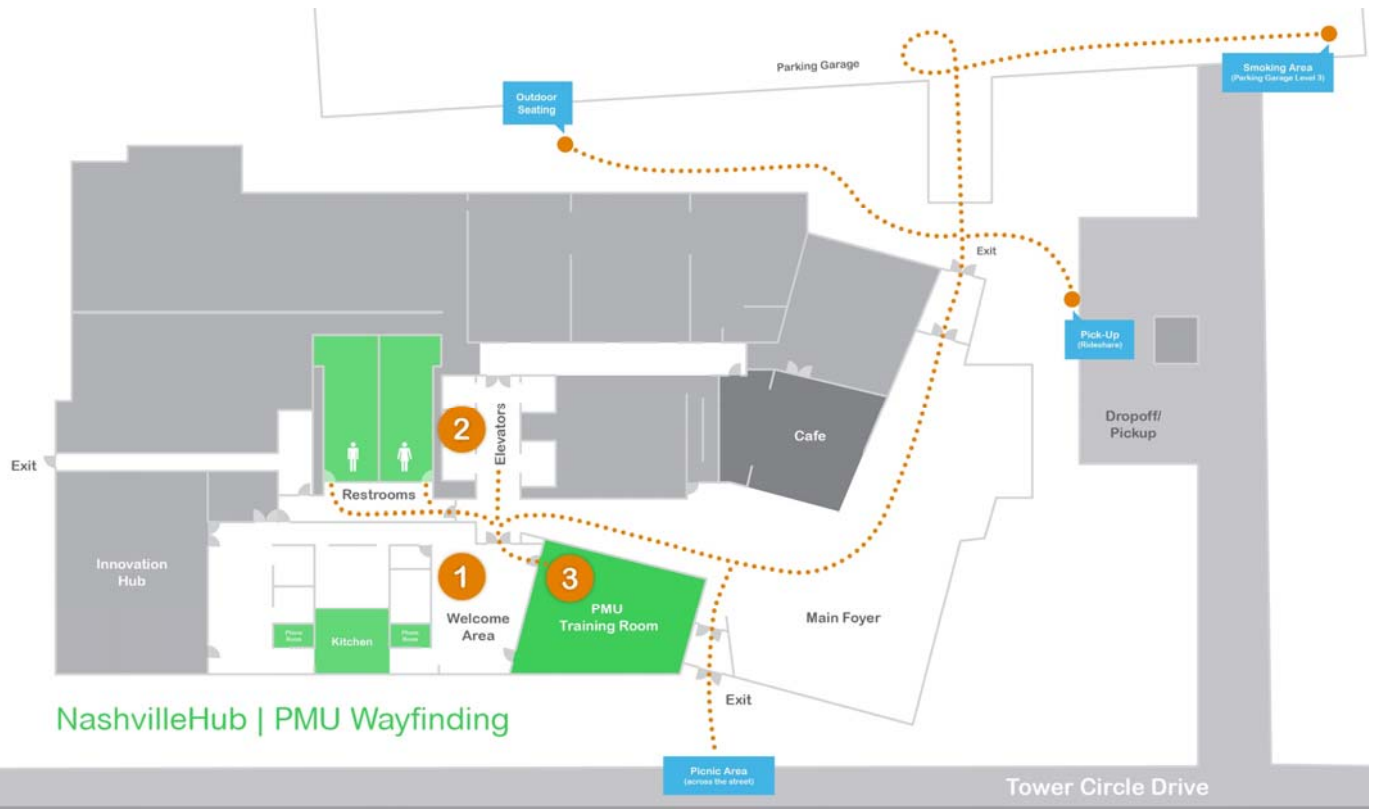 Parking Garage
Smoking Area
(Parking Garage Level 3)
Outdoor
Seating
Exit
Pick-Up
(Rideshare)
Dropoff/
Pickup
2
Elevators
Cafe
Exit
Restrooms
Innovation
Hub
1
3
Welcome
Area
PMU
Training Room
Main Foyer
Phone
Room
Kitchen
Phone
Room
Exit
NashvilleHub | PMU Wayfinding
Picnic Area
(across the street)
Tower Circle Drive